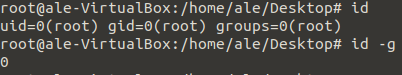 root@ale-VirtualBox:/home/ale/Desktop# id
uid=0(root) gid=0(root) groups=0(root)
root@ale-VirtualBox:/home/ale/Desktop# id -g
0